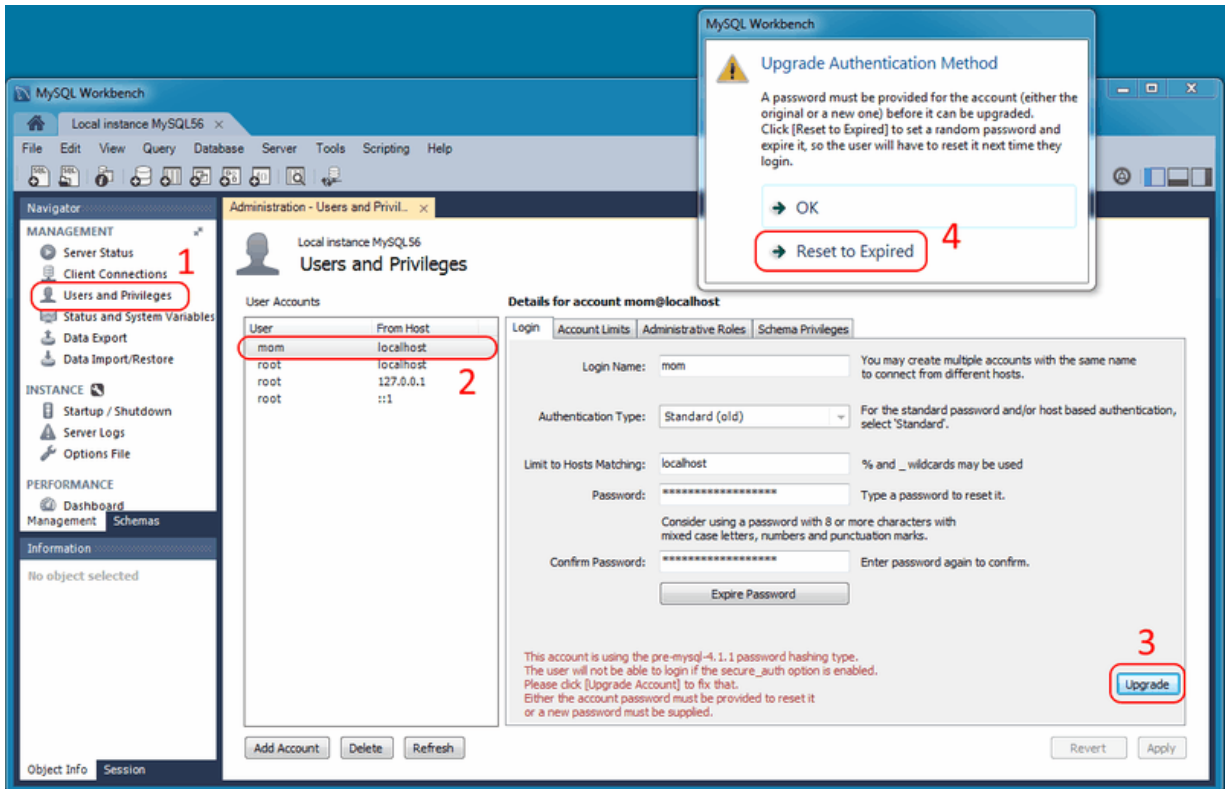 MySQL Workbench
Upgrade Authentication Method
A password must be provided for the account (either the
original or a new one) before it can be upgraded.
Click [Reset to Expired] to set a random password and
expire it, so the user will have to reset it next time they
login.
OK
Reset to Expired
4
MySQL Workbench
Local instance MySQL56
File Edit View Query Database Server Tools Scripting Help
Navigator
MANAGEMENT
Server Status
Client Connections
1
Users and Privileges
Status and System Variables
Data Export
Data Import/Restore
INSTANCE
Startup / Shutdown
Server Logs
Options File
PERFORMANCE
Dashboard
Management Schemas
Information
No object selected
Object Info Session
Administration - Users and Privil...
Local instance MySQL56
Users and Privileges
User Accounts
User From Host
mom localhost
root localhost
root 127.0.0.1
root ::1
2
Add Account Delete Refresh
Details for account mom@localhost
Login Account Limits Administrative Roles Schema Privileges
Login Name: mom
You may create multiple accounts with the same name
to connect from different hosts.
Authentication Type: Standard (old)
For the standard password and/or host based authentication,
select 'Standard'.
Limit to Hosts Matching: localhost
% and _ wildcards may be used
Password: ******************
Type a password to reset it.
Consider using a password with 8 or more characters with
mixed case letters, numbers and punctuation marks.
Confirm Password: ******************
Enter password again to confirm.
Expire Password
This account is using the pre-mysql-4.1.1 password hashing type.
The user will not be able to login if the secure_auth option is enabled.
Please click [Upgrade Account] to fix that.
Either the account password must be provided to reset it
or a new password must be supplied.
3
Upgrade
Revert Apply